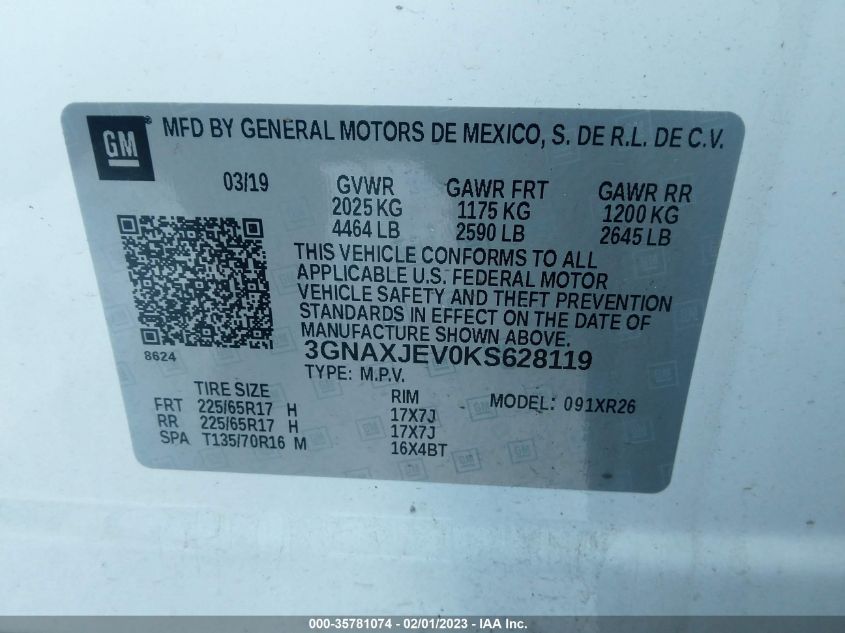 GM ® MFD BY GENERAL MOTORS DE MEXICO, S. DE R.L. DE C.V.
03/19 GVWR GAWR FRT GAWR RR
2025 KG 1175 KG 1200 KG
4464 LB 2590 LB 2645 LB
THIS VEHICLE CONFORMS TO ALL
APPLICABLE U.S. FEDERAL MOTOR
VEHICLE SAFETY AND THEFT PREVENTION
STANDARDS IN EFFECT ON THE DATE OF
MANUFACTURE SHOWN ABOVE.
8624 3GNAXJEV0KS628119
TYPE: M.P.V.
TIRE SIZE RIM MODEL: 091XR26
FRT 225/65R17 H 17X7J
RR 225/65R17 H 17X7J
SPA T135/70R16 M 16X4BT
000-35781074 - 02/01/2023 - IAA Inc.